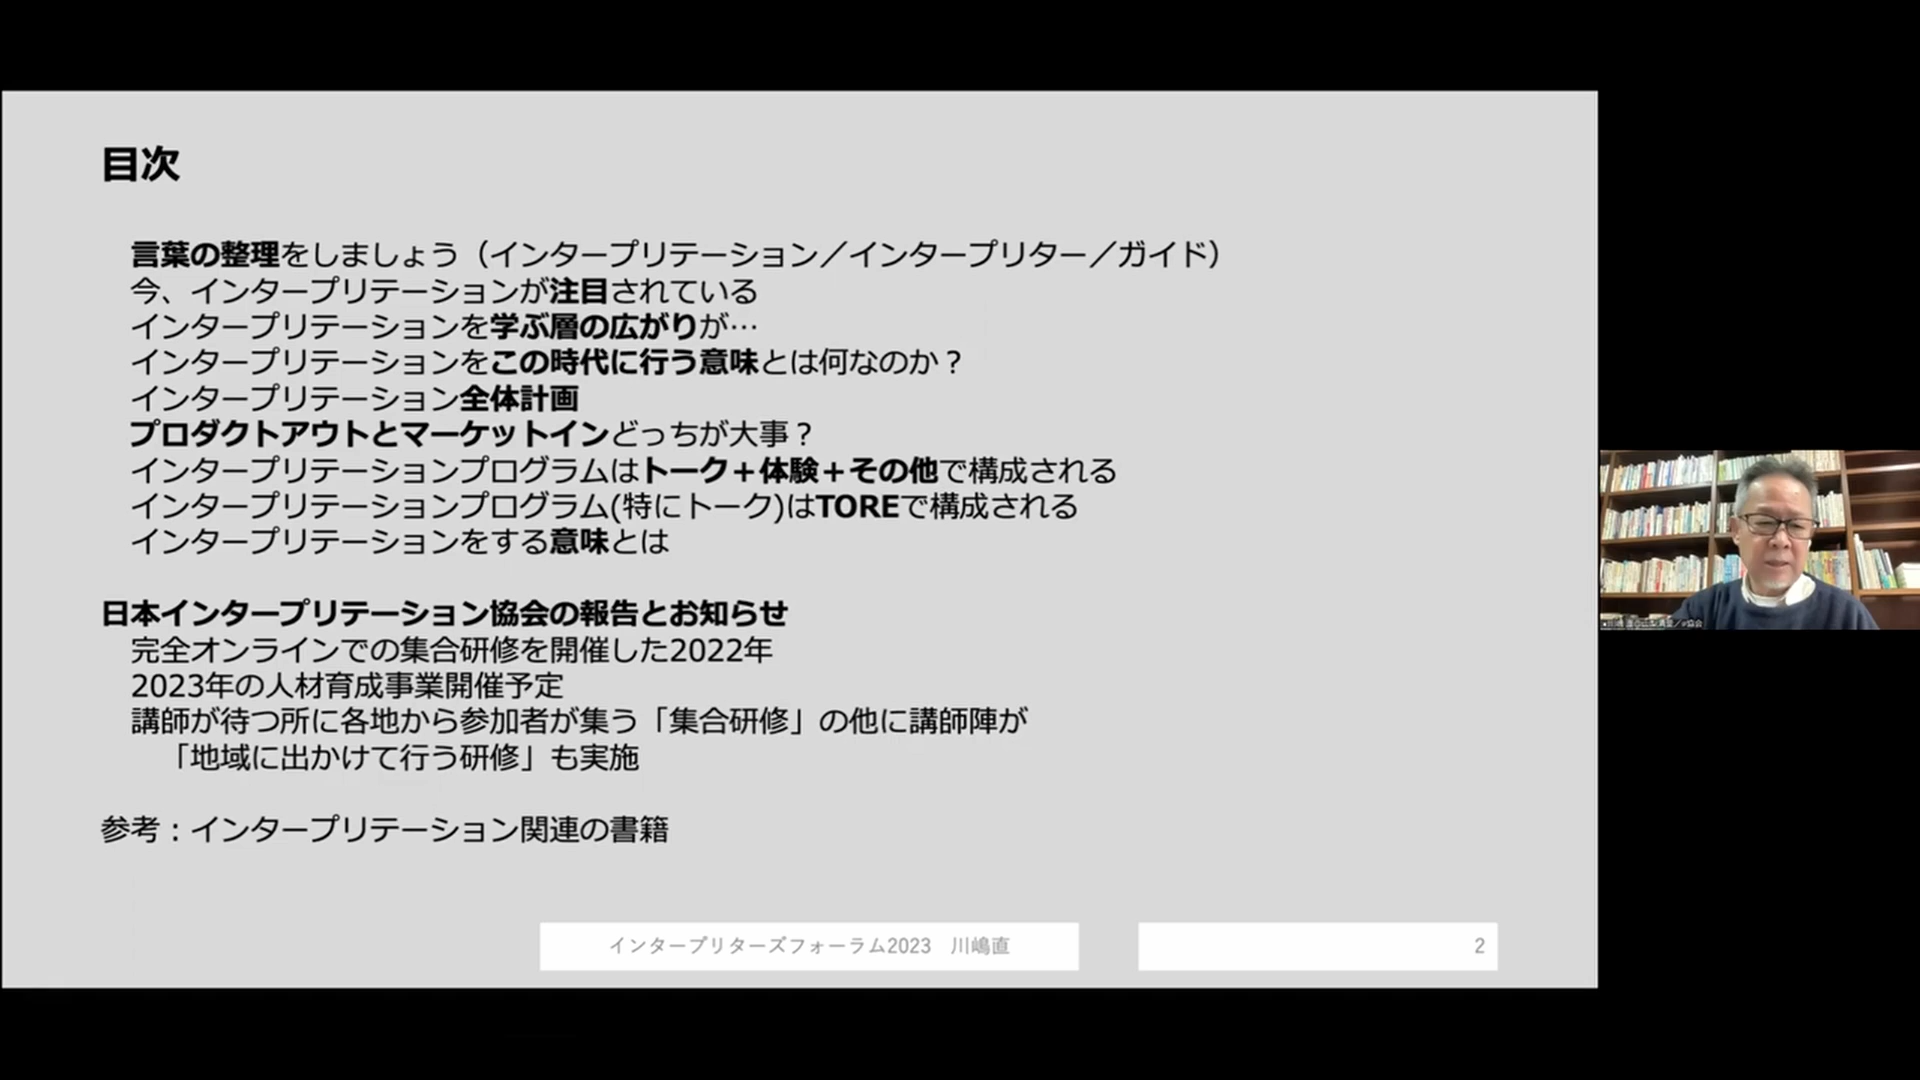 目次
言葉の整理をしましょう（インタープリテーション／インタープリター／ガイド）
今、インタープリテーションが注目されている
インタープリテーションを学ぶ層の広がりが…
インタープリテーションをこの時代に行う意味とは何なのか？
インタープリテーション全体計画
プロダクトアウトとマーケットインどっちが大事？
インタープリテーションプログラムはトーク＋体験＋その他で構成される
インタープリテーションプログラム(特にトーク)はTOREで構成される
インタープリテーションをする意味とは
日本インタープリテーション協会の報告とお知らせ
完全オンラインでの集合研修を開催した2022年
2023年の人材育成事業開催予定
講師が待つ所に各地から参加者が集う「集合研修」の他に講師陣が
「地域に出かけて行う研修」も実施
参考：インタープリテーション関連の書籍
インタープリターズフォーラム2023　川嶋直
2